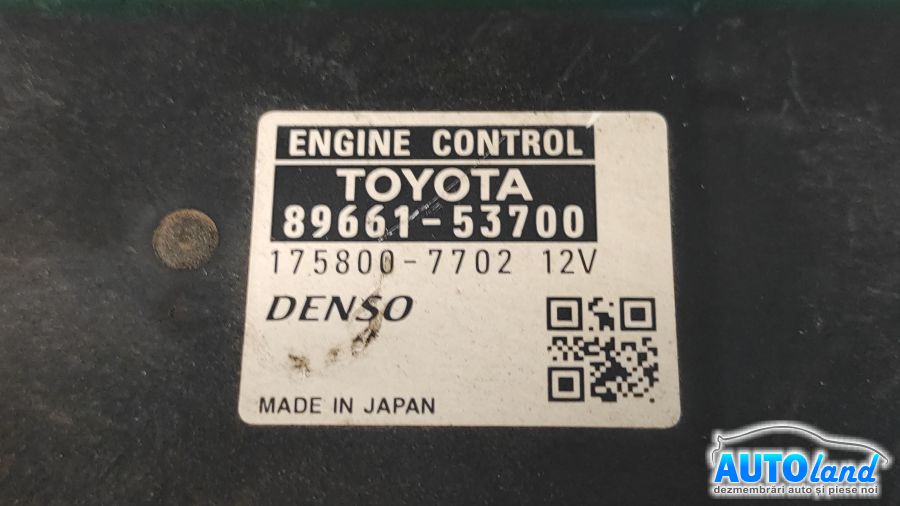 ENGINE CONTROL
TOYOTA
89661-53700
175800-7702 12V
DENSO
MADE IN JAPAN
AUTOland
dezmembrări auto și piese noi